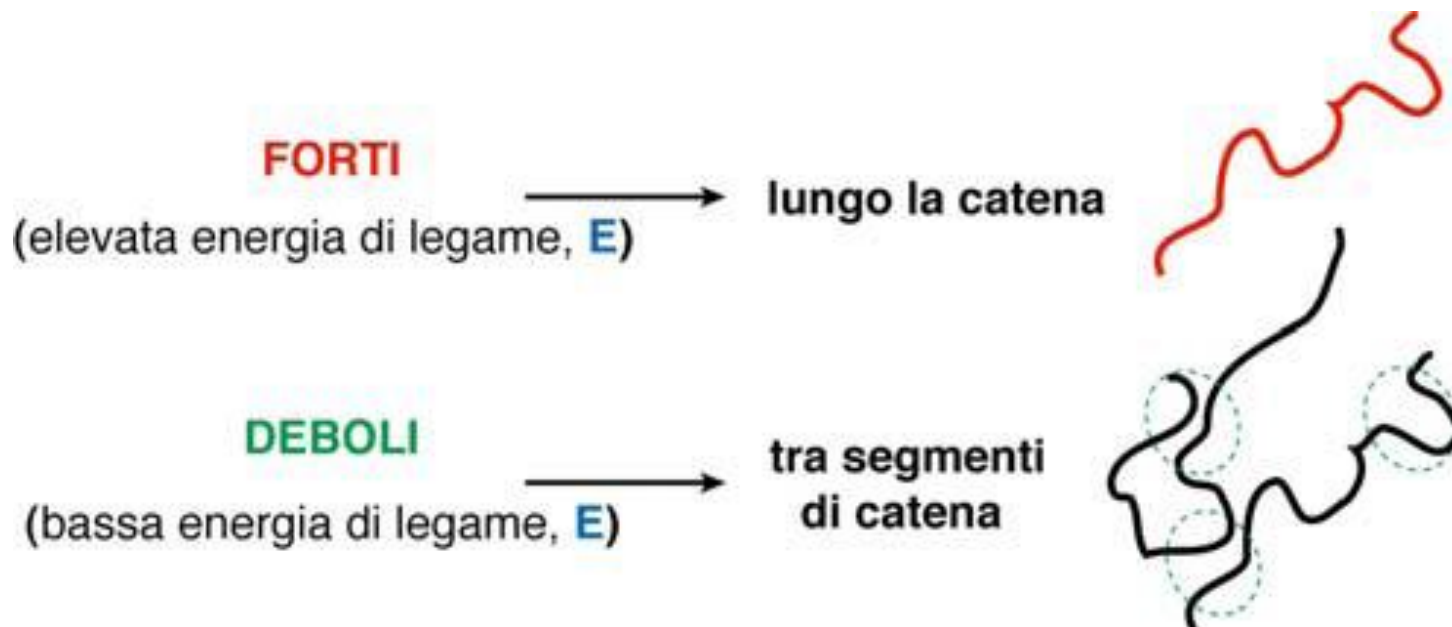 FORTI
(elevata energia di legame, E)
lungo la catena
DEBOLI
(bassa energia di legame, E)
tra segmenti
di catena